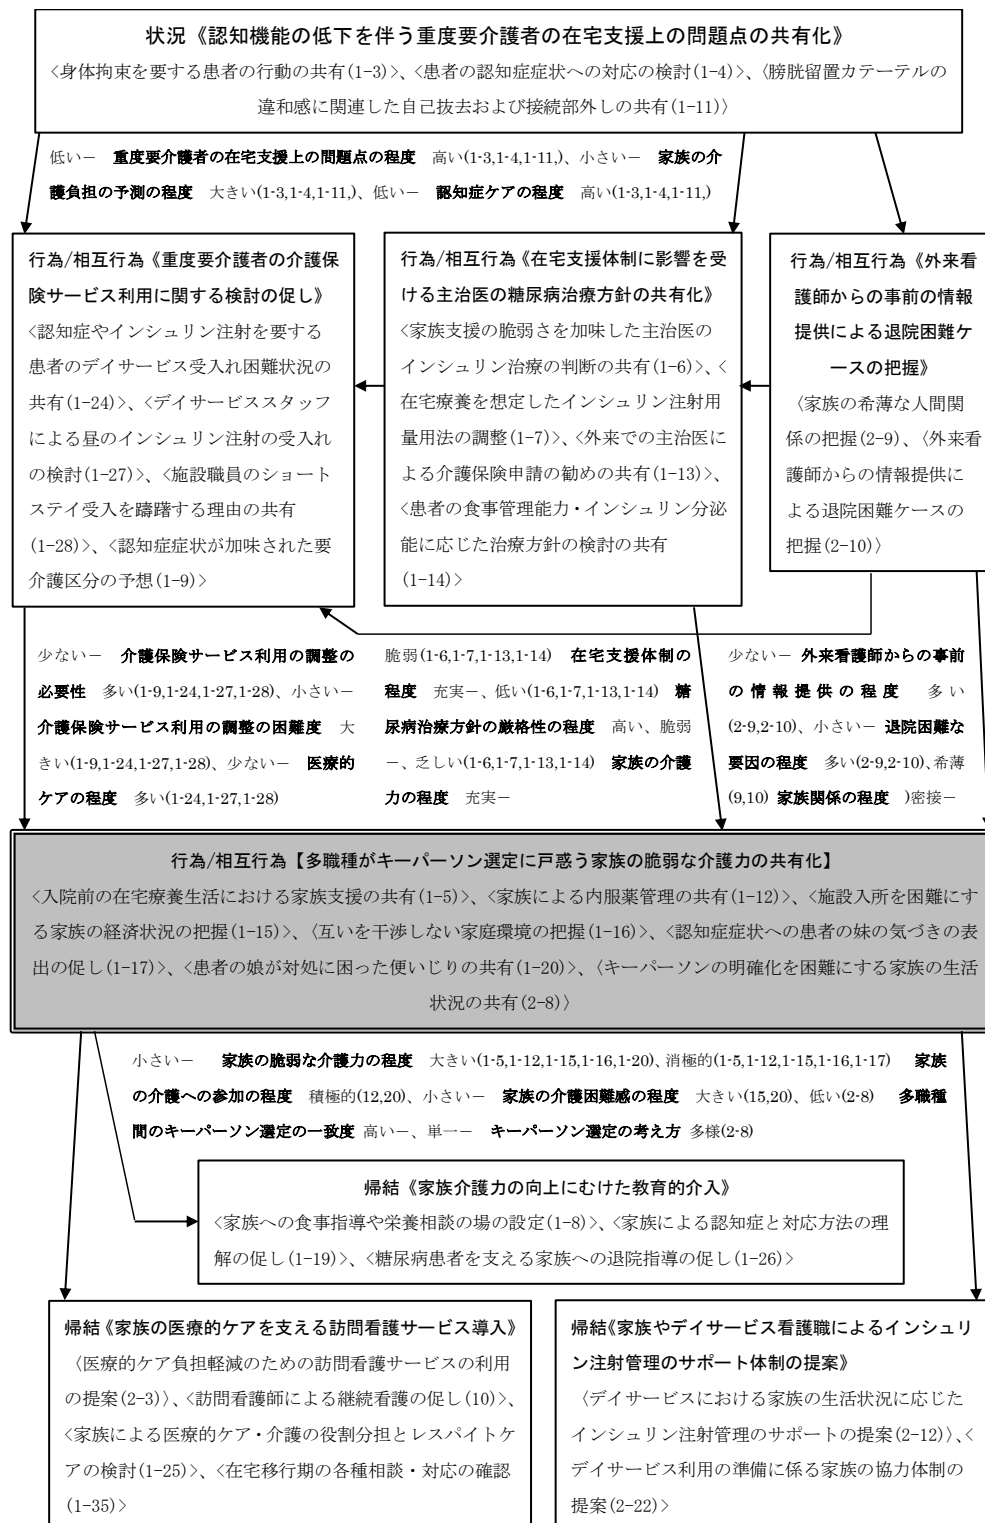 状況《認知機能の低下を伴う重度要介護者の在宅支援上の問題点の共有化》
<身体拘束を要する患者の行動の共有(1-3)>、<患者の認知症症状への対応の検討(1-4)>、〈膀胱留置カテーテルの
違和感に関連した自己抜去および接続部外しの共有(1-11)〉
低い－ 重度要介護者の在宅支援上の問題点の程度 高い(1-3,1-4,1-11,)、小さい－ 家族の介
護負担の予測の程度 大きい(1-3,1-4,1-11,)、低い－ 認知症ケアの程度 高い(1-3,1-4,1-11,)
行為/相互行為《重度要介護者の介護保
険サービス利用に関する検討の促し》
<認知症やインシュリン注射を要する
患者のデイサービス受入れ困難状況の
共有(1-24)>、<デイサービススタッフ
による昼のインシュリン注射の受入れ
の検討(1-27)>、<施設職員のショート
ステイ受入を躊躇する理由の共有
(1-28)>、<認知症症状が加味された要
介護区分の予想(1-9)>
行為/相互行為《在宅支援体制に影響を受
ける主治医の糖尿病治療方針の共有化》
<家族支援の脆弱さを加味した主治医の
インシュリン治療の判断の共有(1-6)>、<
在宅療養を想定したインシュリン注射用
量用法の調整(1-7)>、<外来での主治医に
よる介護保険申請の勧めの共有(1-13)>、
<患者の食事管理能力・インシュリン分泌
能に応じた治療方針の検討の共有
(1-14)>
行為/相互行為《外来看
護師からの事前の情報
提供による退院困難ケ
ースの把握》
〈家族の希薄な人間関
係の把握(2-9)、〈外来看
護師からの情報提供に
よる退院困難ケースの
把握(2-10)〉
少ない－ 介護保険サービス利用の調整の
必要性 多い(1-9,1-24,1-27,1-28)、小さい－
介護保険サービス利用の調整の困難度 大
きい(1-9,1-24,1-27,1-28)、少ない－ 医療的
ケアの程度 多い(1-24,1-27,1-28)
脆弱(1-6,1-7,1-13,1-14) 在宅支援体制の
程度 充実－、低い(1-6,1-7,1-13,1-14) 糖
尿病治療方針の厳格性の程度 高い、脆弱
－、乏しい(1-6,1-7,1-13,1-14) 家族の介護
力の程度 充実－
少ない－ 外来看護師からの事前
の情報提供の程度 多い
(2-9,2-10)、小さい－ 退院困難な
要因の程度 多い(2-9,2-10)、希薄
(9,10) 家族関係の程度 )密接－
行為/相互行為【多職種がキーパーソン選定に戸惑う家族の脆弱な介護力の共有化】
<入院前の在宅療養生活における家族支援の共有(1-5)>、<家族による内服薬管理の共有(1-12)>、<施設入所を困難にす
る家族の経済状況の把握(1-15)>、〈互いを干渉しない家庭環境の把握(1-16)>、<認知症症状への患者の妹の気づきの表
出の促し(1-17)>、<患者の娘が対処に困った便いじりの共有(1-20)>、〈キーパーソンの明確化を困難にする家族の生活
状況の共有(2-8)〉
小さい－ 家族の脆弱な介護力の程度 大きい(1-5,1-12,1-15,1-16,1-20)、消極的(1-5,1-12,1-15,1-16,1-17) 家族
の介護への参加の程度 積極的(12,20)、小さい－ 家族の介護困難感の程度 大きい(15,20)、低い(2-8) 多職種
間のキーパーソン選定の一致度 高い－、単一－ キーパーソン選定の考え方 多様(2-8)
帰結《家族介護力の向上にむけた教育的介入》
<家族への食事指導や栄養相談の場の設定(1-8)>、<家族による認知症と対応方法の理
解の促し(1-19)>、<糖尿病患者を支える家族への退院指導の促し(1-26)>
帰結《家族の医療的ケアを支える訪問看護サービス導入》
〈医療的ケア負担軽減のための訪問看護サービスの利用
の提案(2-3)〉、<訪問看護師による継続看護の促し(10)>、
<家族による医療的ケア・介護の役割分担とレスパイトケ
アの検討(1-25)>、<在宅移行期の各種相談・対応の確認
(1-35)>
帰結《家族やデイサービス看護職によるインシュリ
ン注射管理のサポート体制の提案》
〈デイサービスにおける家族の生活状況に応じた
インシュリン注射管理のサポートの提案(2-12)〉、<
デイサービス利用の準備に係る家族の協力体制の
提案(2-22)>